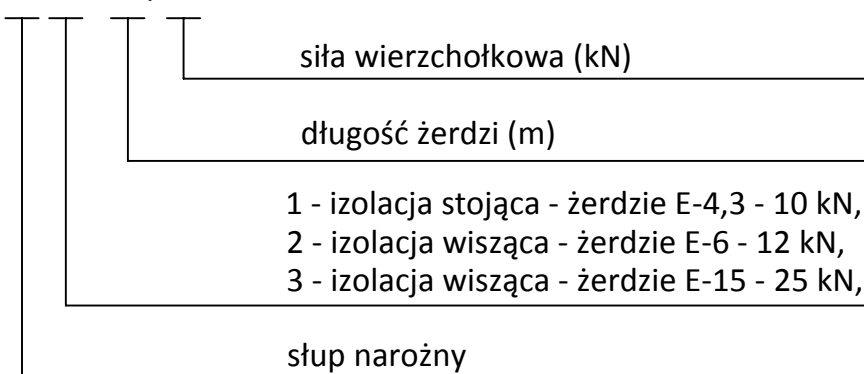 siła wierzchołkowa (kN)
długość żerdzi (m)
1 - izolacja stojąca - żerdzie E-4,3 - 10 kN,
2 - izolacja wisząca - żerdzie E-6 - 12 kN,
3 - izolacja wisząca - żerdzie E-15 - 25 kN,
słup narożny